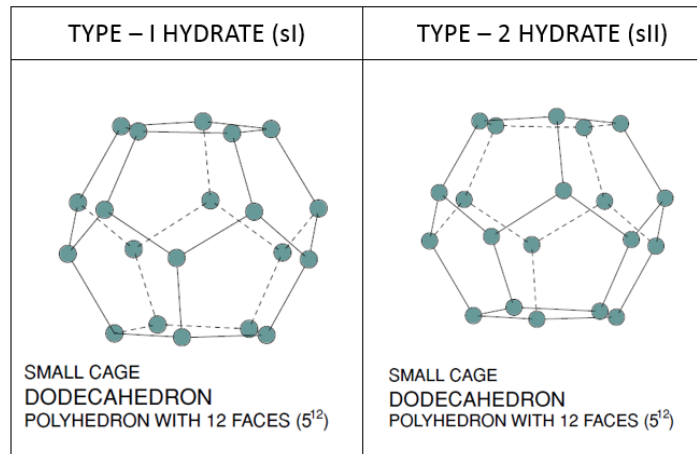 TYPE – I HYDRATE (sI)
TYPE – 2 HYDRATE (sII)
SMALL CAGE
DODECAHEDRON
POLYHEDRON WITH 12 FACES (5¹²)
SMALL CAGE
DODECAHEDRON
POLYHEDRON WITH 12 FACES (5¹²)